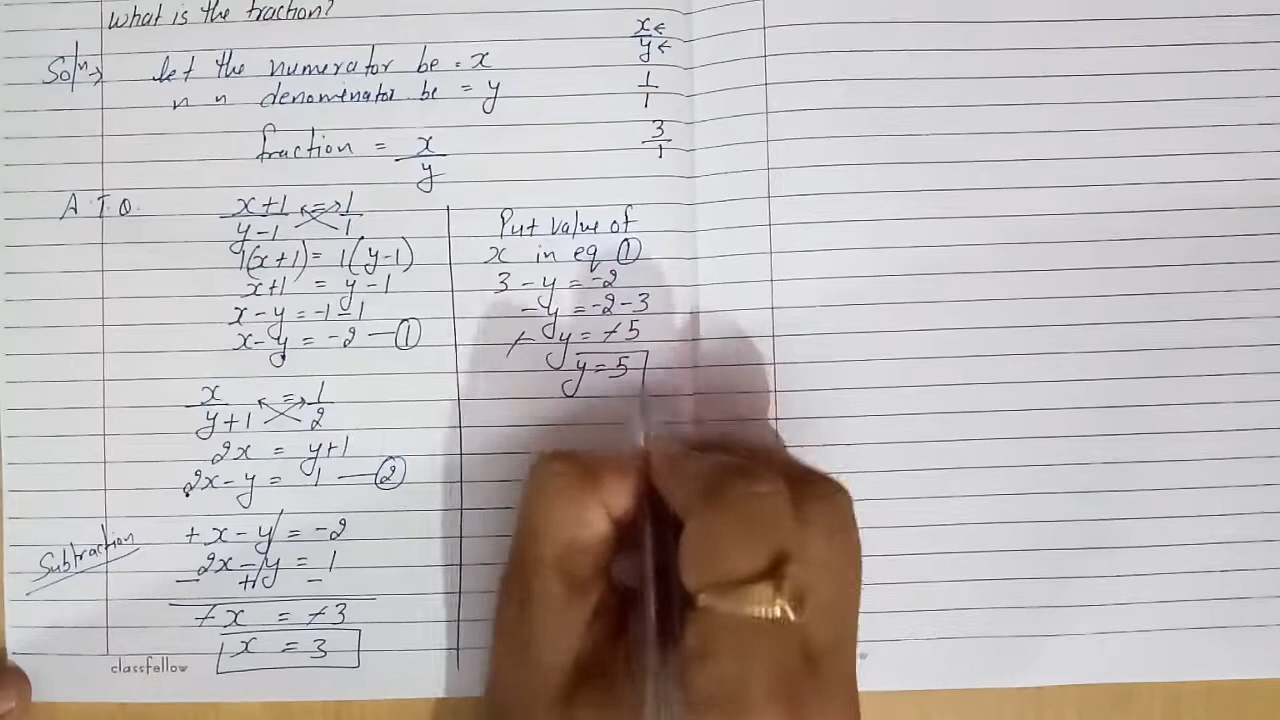 What is the fraction?
Solⁿ→ let the numerator be = x
" " denominator be = y
fraction = x/y
x/y
1/1
3/1
A.T.Q.
(x+1)/(y-1) = 1/1
1(x+1) = 1(y-1)
x+1 = y-1
x-y = -1-1
x-y = -2 — ①
x/(y+1) = 1/2
2x = y+1
2x-y = 1 — ②
Subtraction
+x-y = -2
2x-y = 1
- + -
-x = -3
x = 3
Put value of
x in eq ①
3-y = -2
-y = -2-3
-y = -5
y=5
classfellow